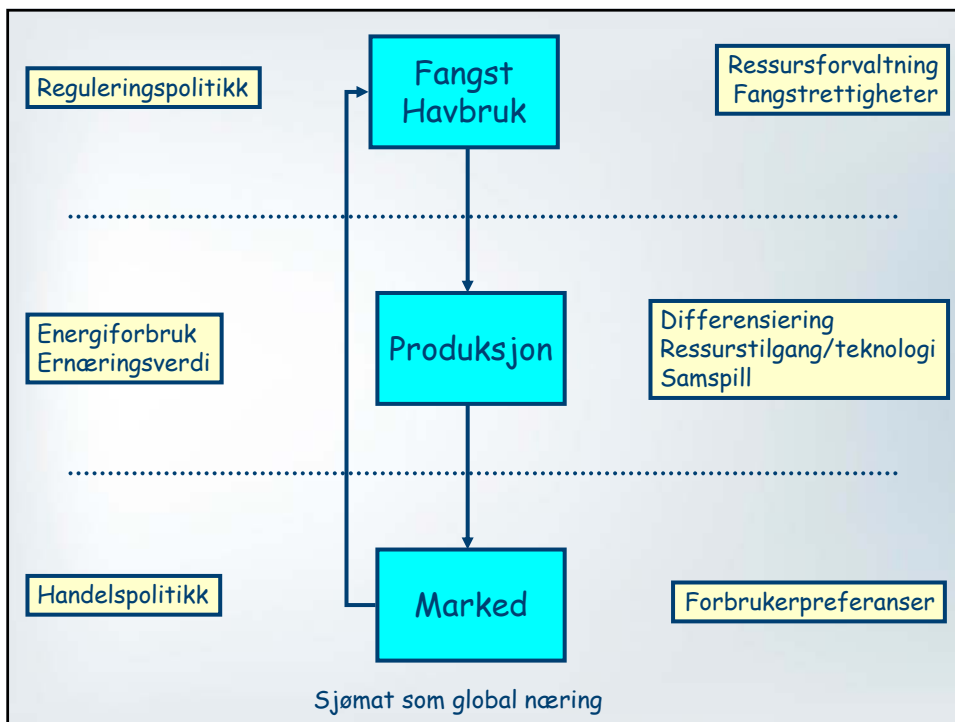 Reguleringspolitikk
Fangst
Havbruk
Ressursforvaltning
Fangstrettigheter
Energiforbruk
Ernæringsverdi
Produksjon
Differensiering
Ressurstilgang/teknologi
Samspill
Handelspolitikk
Marked
Forbrukerpreferanser
Sjømat som global næring